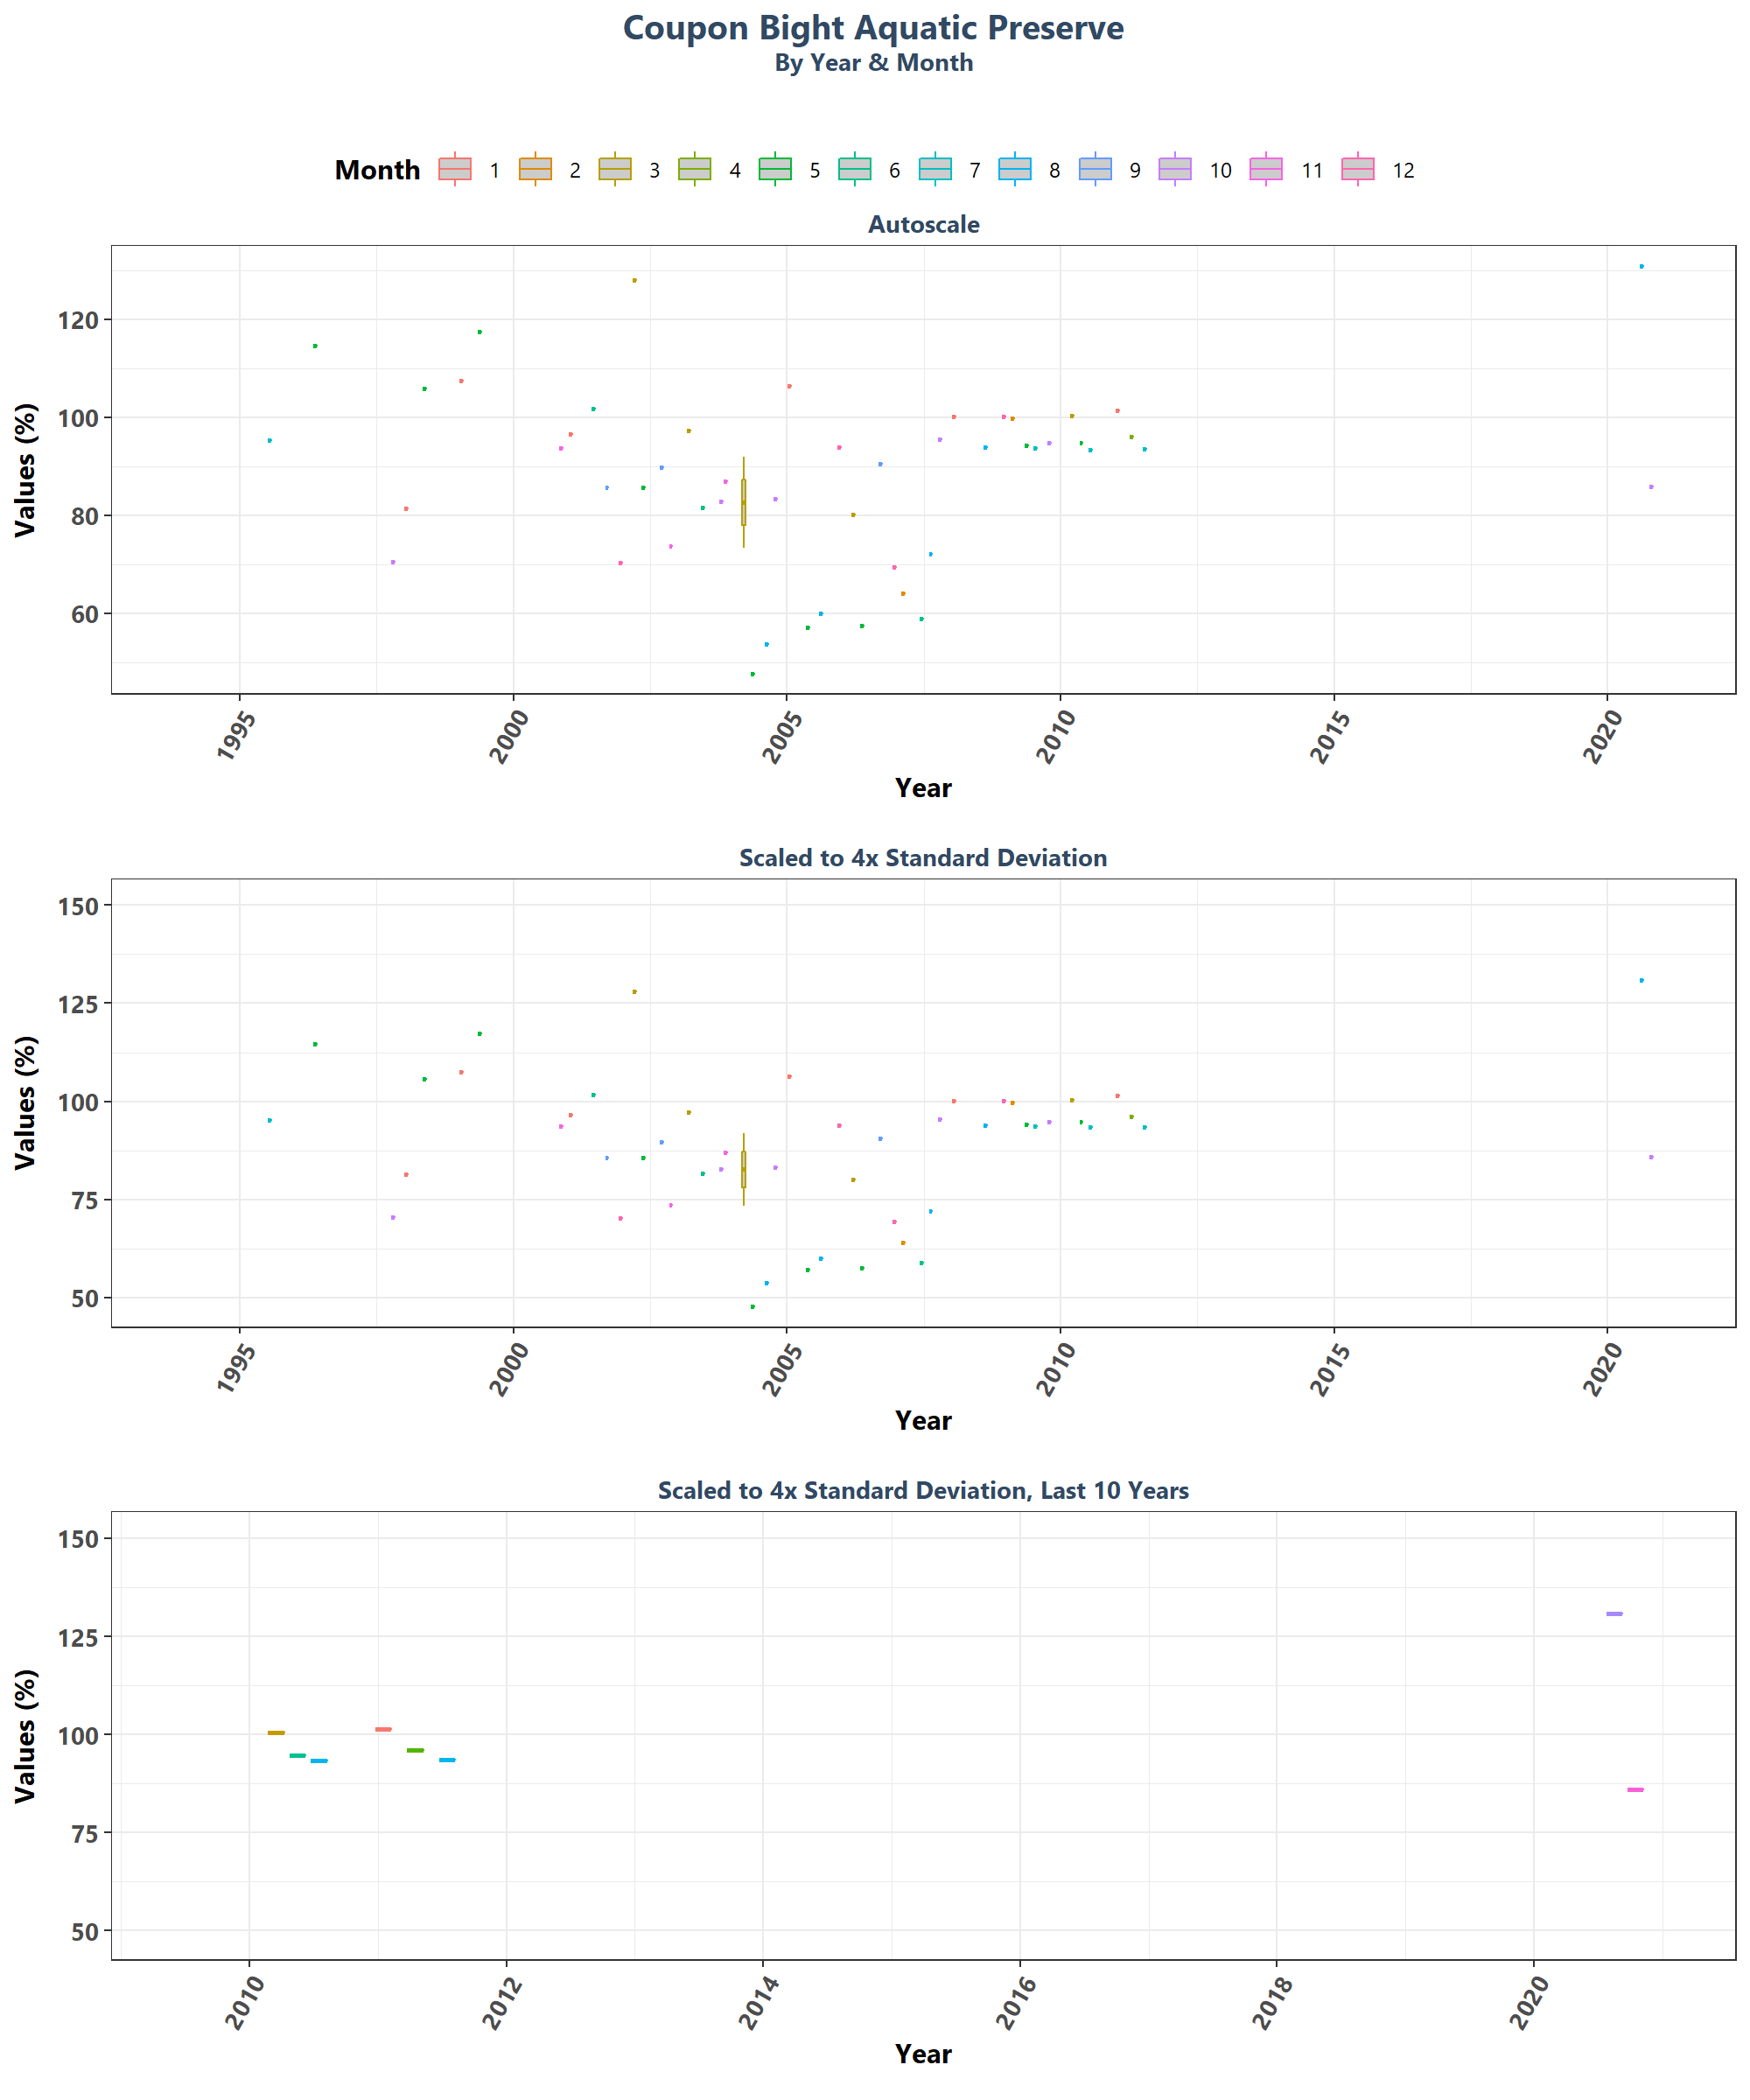 Coupon Bight Aquatic Preserve
By Year & Month
Month 1 2 3 4 5 6 7 8 9 10 11 12
Autoscale
Values (%)
120
100
80
60
1995 2000 2005 2010 2015 2020
Year
Scaled to 4x Standard Deviation
Values (%)
150
125
100
75
50
1995 2000 2005 2010 2015 2020
Year
Scaled to 4x Standard Deviation, Last 10 Years
Values (%)
150
125
100
75
50
2010 2012 2014 2016 2018 2020
Year